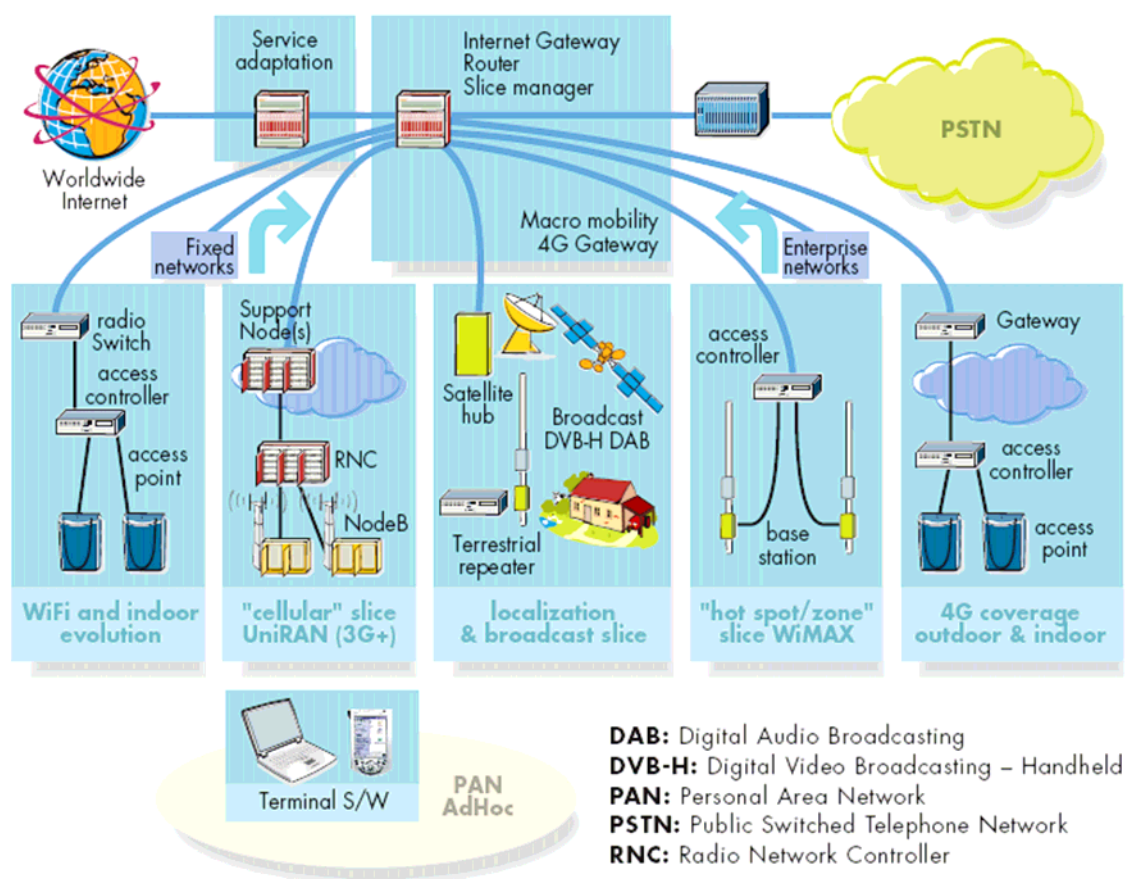 Service
adaptation
Internet Gateway
Router
Slice manager
PSTN
Worldwide
Internet
Macro mobility
4G Gateway
Fixed
networks
Enterprise
networks
radio
Switch
access
controller
access
point
WiFi and indoor
evolution
Support
Node(s)
RNC
NodeB
"cellular" slice
UniRAN (3G+)
Satellite
hub
Broadcast
DVB-H DAB
Terrestrial
repeater
localization
& broadcast slice
access
controller
base
station
"hot spot/zone"
slice WiMAX
Gateway
access
controller
access
point
4G coverage
outdoor & indoor
Terminal S/W
PAN
AdHoc
DAB: Digital Audio Broadcasting
DVB-H: Digital Video Broadcasting – Handheld
PAN: Personal Area Network
PSTN: Public Switched Telephone Network
RNC: Radio Network Controller